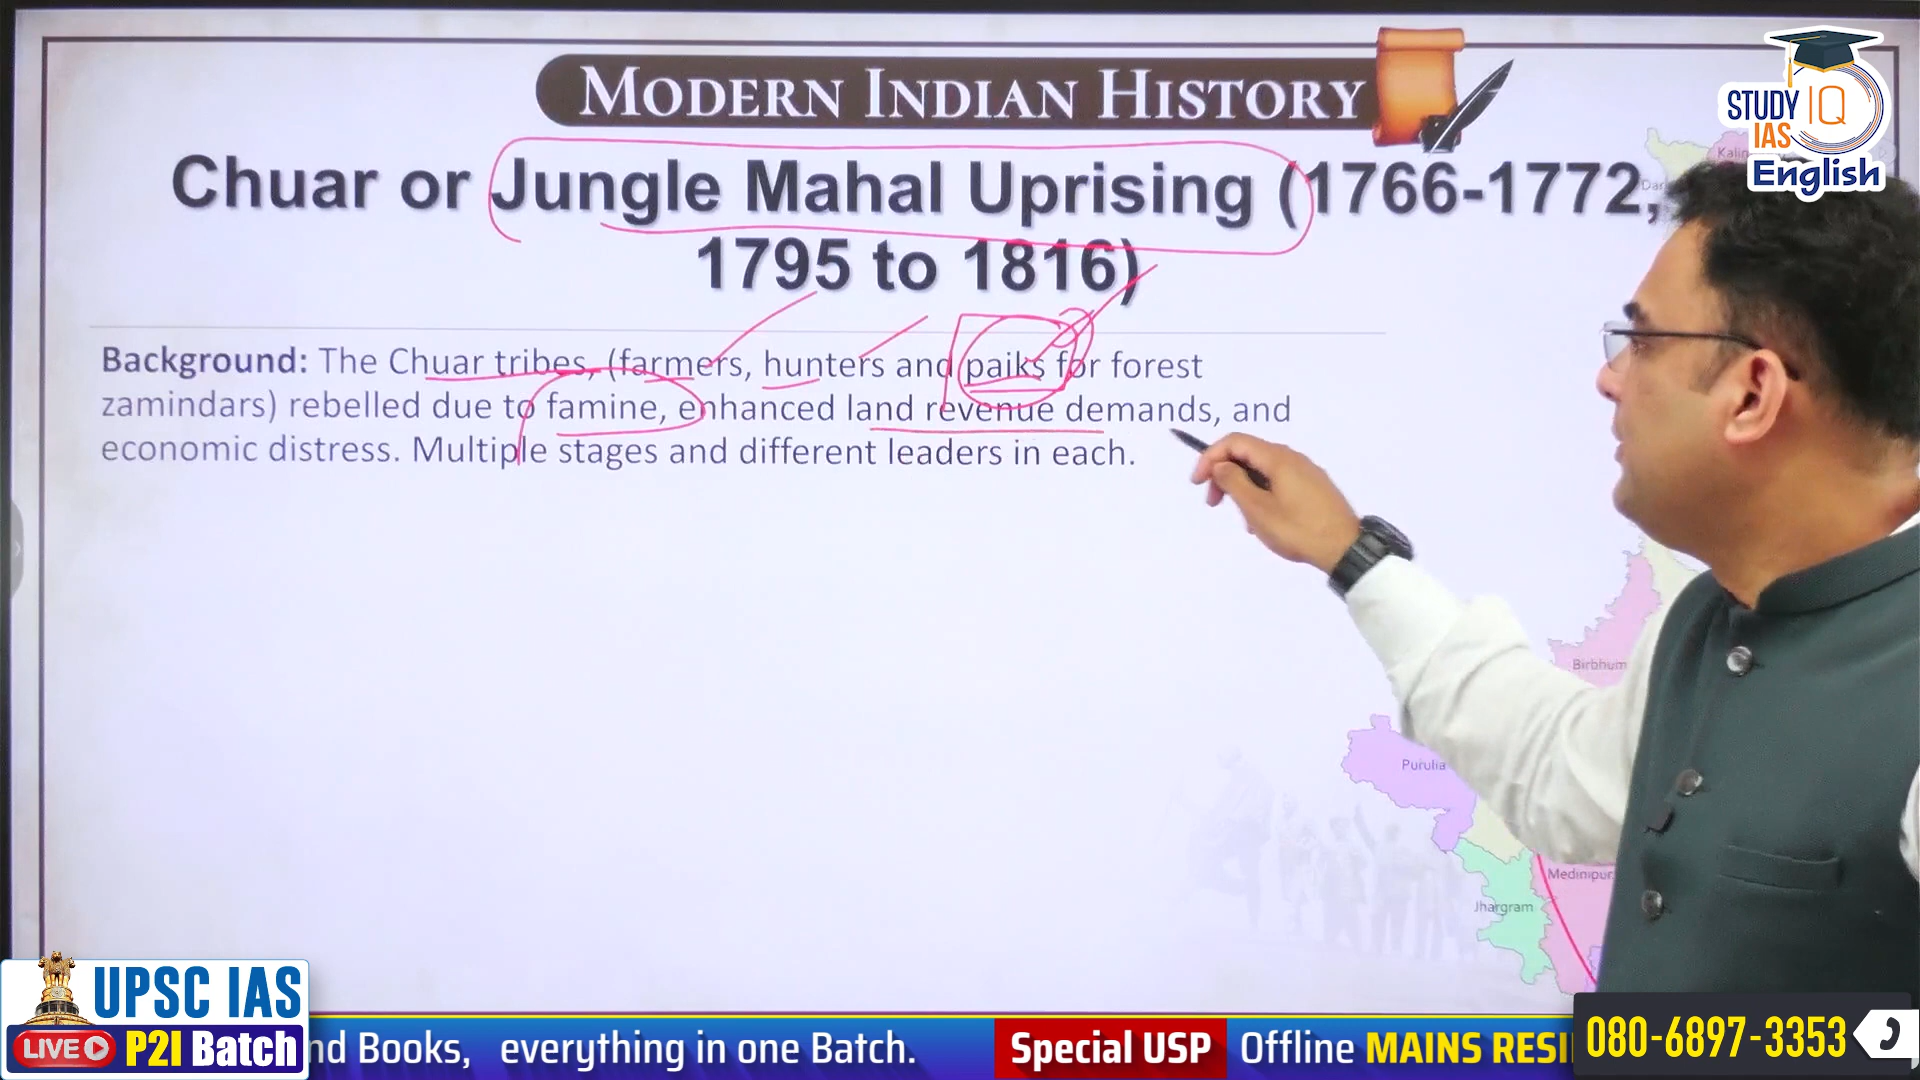 MODERN INDIAN HISTORY
STUDY IQ
IAS
English
Chuar or Jungle Mahal Uprising (1766-1772,
1795 to 1816)
Background: The Chuar tribes, (farmers, hunters and paiks for forest
zamindars) rebelled due to famine, enhanced land revenue demands, and
economic distress. Multiple stages and different leaders in each.
Birbhum
Purulia
Medinipur
Jhargram
UPSC IAS
LIVE P2I Batch
nd Books, everything in one Batch.
Special USP
Offline MAINS RESI
080-6897-3353